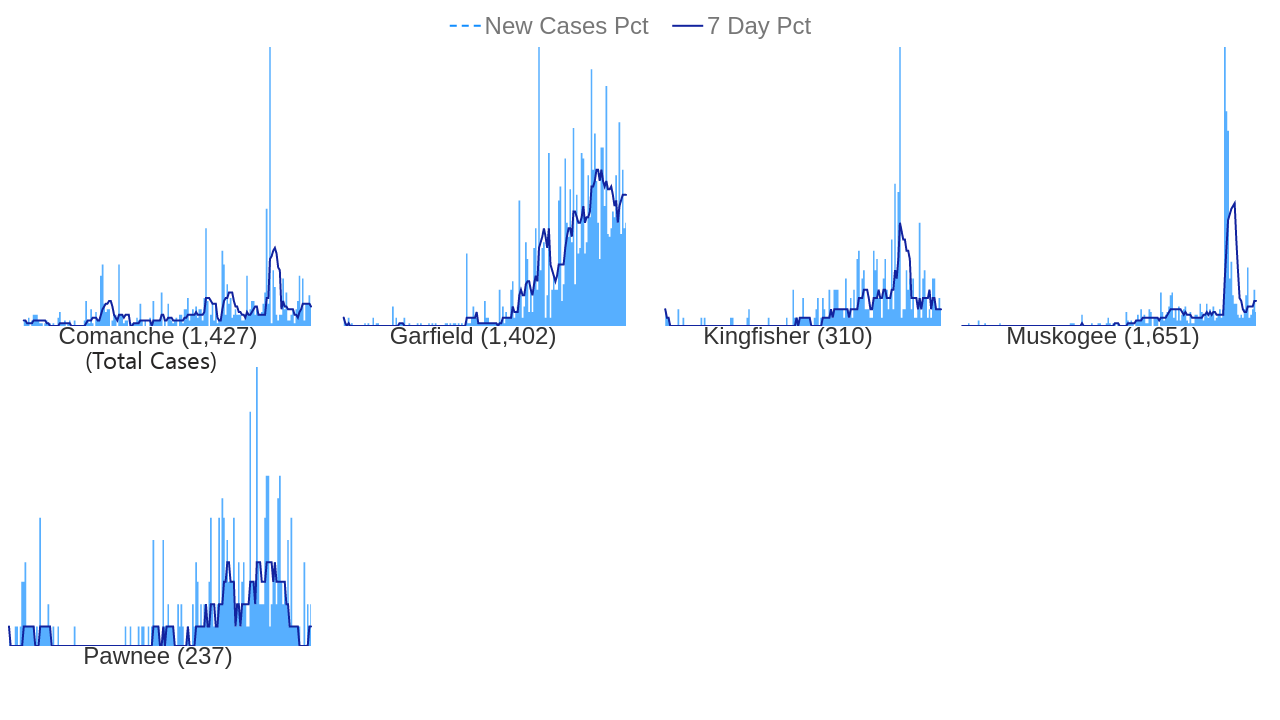 New Cases Pct 7 Day Pct
Comanche (1,427)
(Total Cases)
Garfield (1,402)
Kingfisher (310)
Muskogee (1,651)
Pawnee (237)